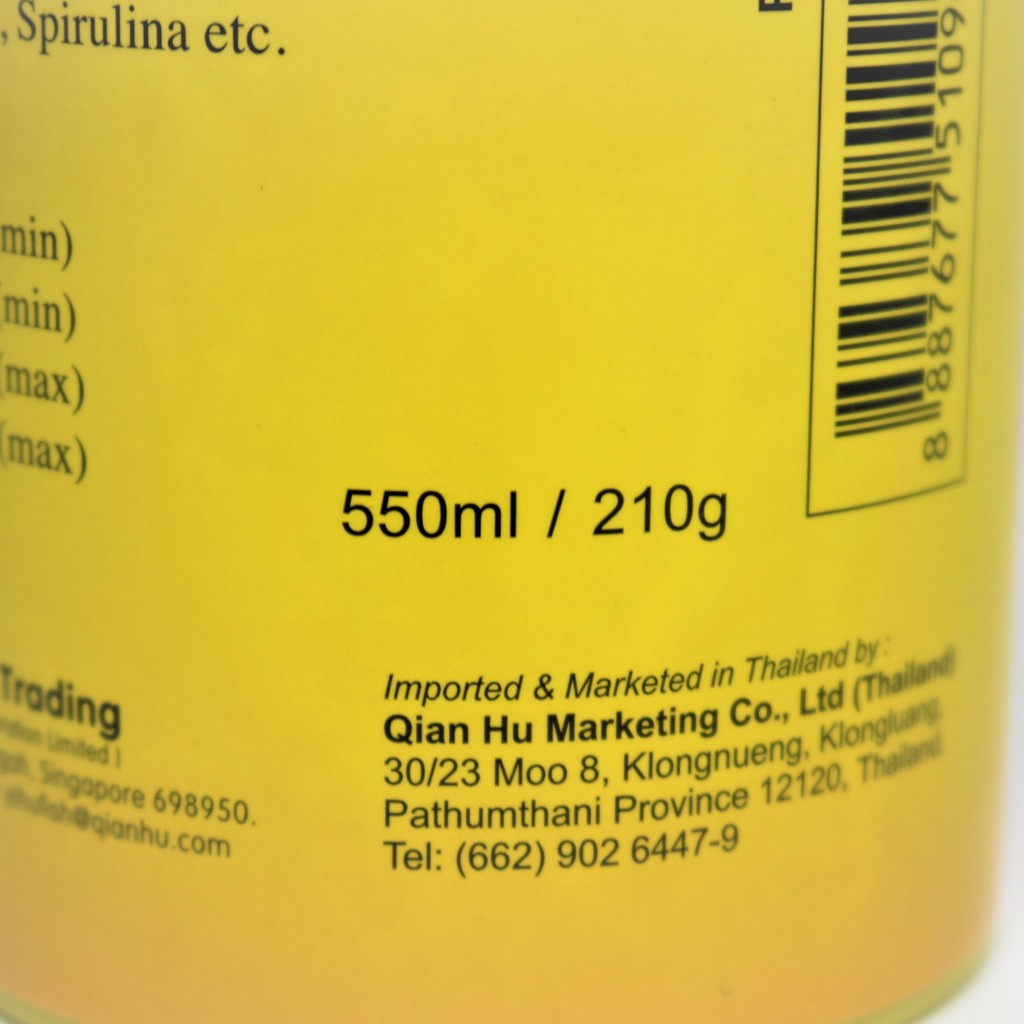 , Spirulina etc.
min)
(min)
(max)
(max)
550ml / 210g
8 887677 5109
Trading
Limited )
Singapore 698950.
qhufish@qianhu.com
Imported & Marketed in Thailand by :
Qian Hu Marketing Co., Ltd (Thailand)
30/23 Moo 8, Klongnueng, Klongluang,
Pathumthani Province 12120, Thailand.
Tel: (662) 902 6447-9